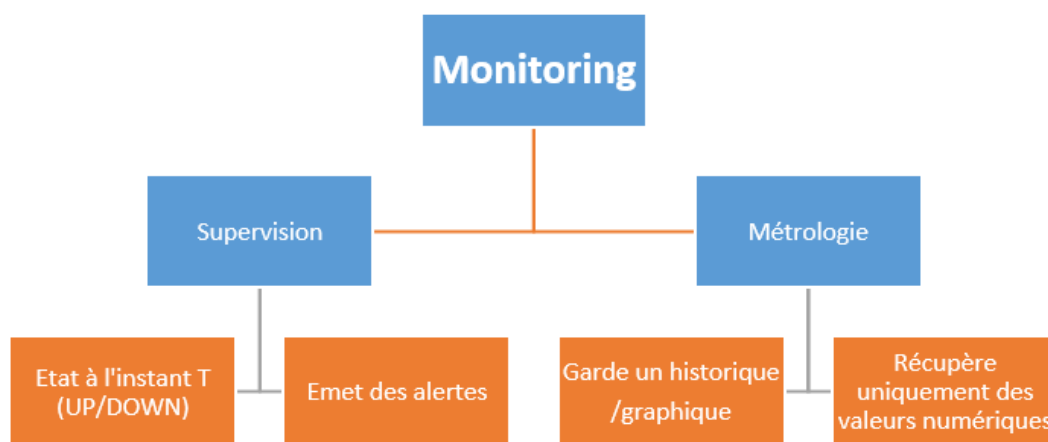 Monitoring
Supervision
Métrologie
Etat à l'instant T
(UP/DOWN)
Emet des alertes
Garde un historique
/graphique
Récupère
uniquement des
valeurs numériques